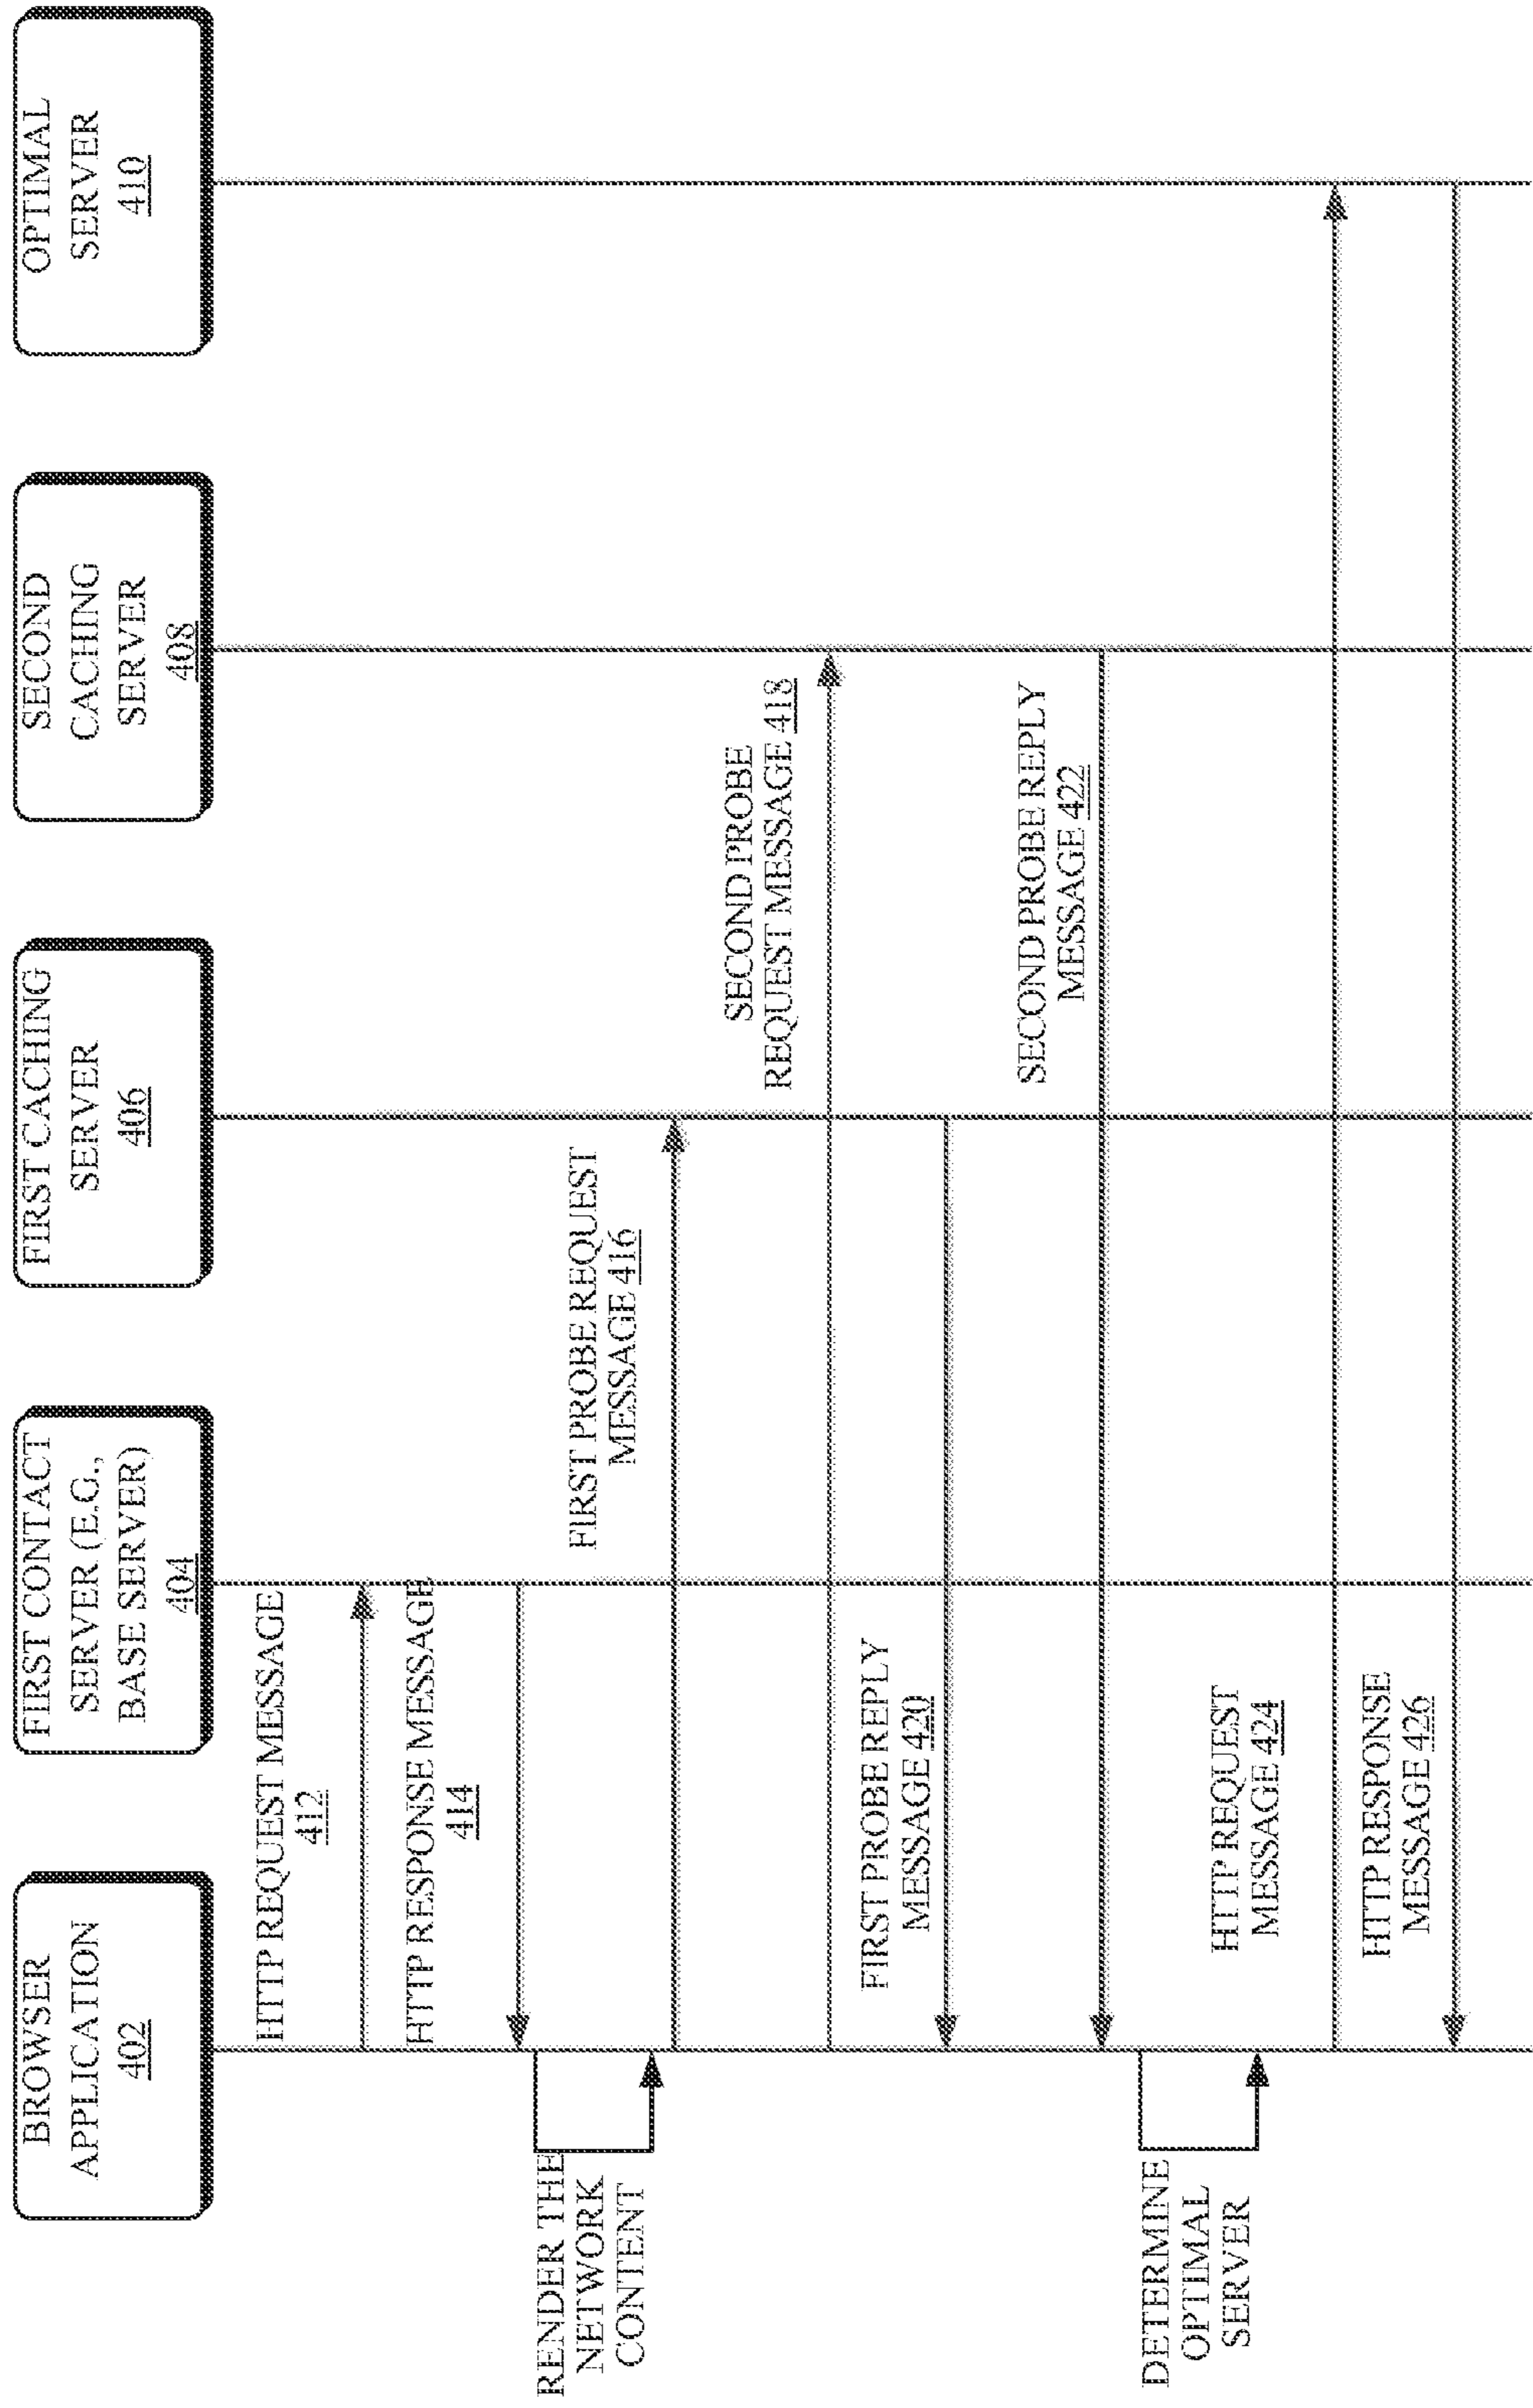 BROWSER
APPLICATION
402
FIRST CONTACT
SERVER (E.G.,
BASE SERVER)
404
FIRST CACHING
SERVER
406
SECOND
CACHING
SERVER
408
OPTIMAL
SERVER
410
HTTP REQUEST MESSAGE
412
HTTP RESPONSE MESSAGE
414
RENDER THE
NETWORK
CONTENT
FIRST PROBE REQUEST
MESSAGE 416
SECOND PROBE
REQUEST MESSAGE 418
FIRST PROBE REPLY
MESSAGE 420
SECOND PROBE REPLY
MESSAGE 422
DETERMINE
OPTIMAL
SERVER
HTTP REQUEST
MESSAGE 424
HTTP RESPONSE
MESSAGE 426